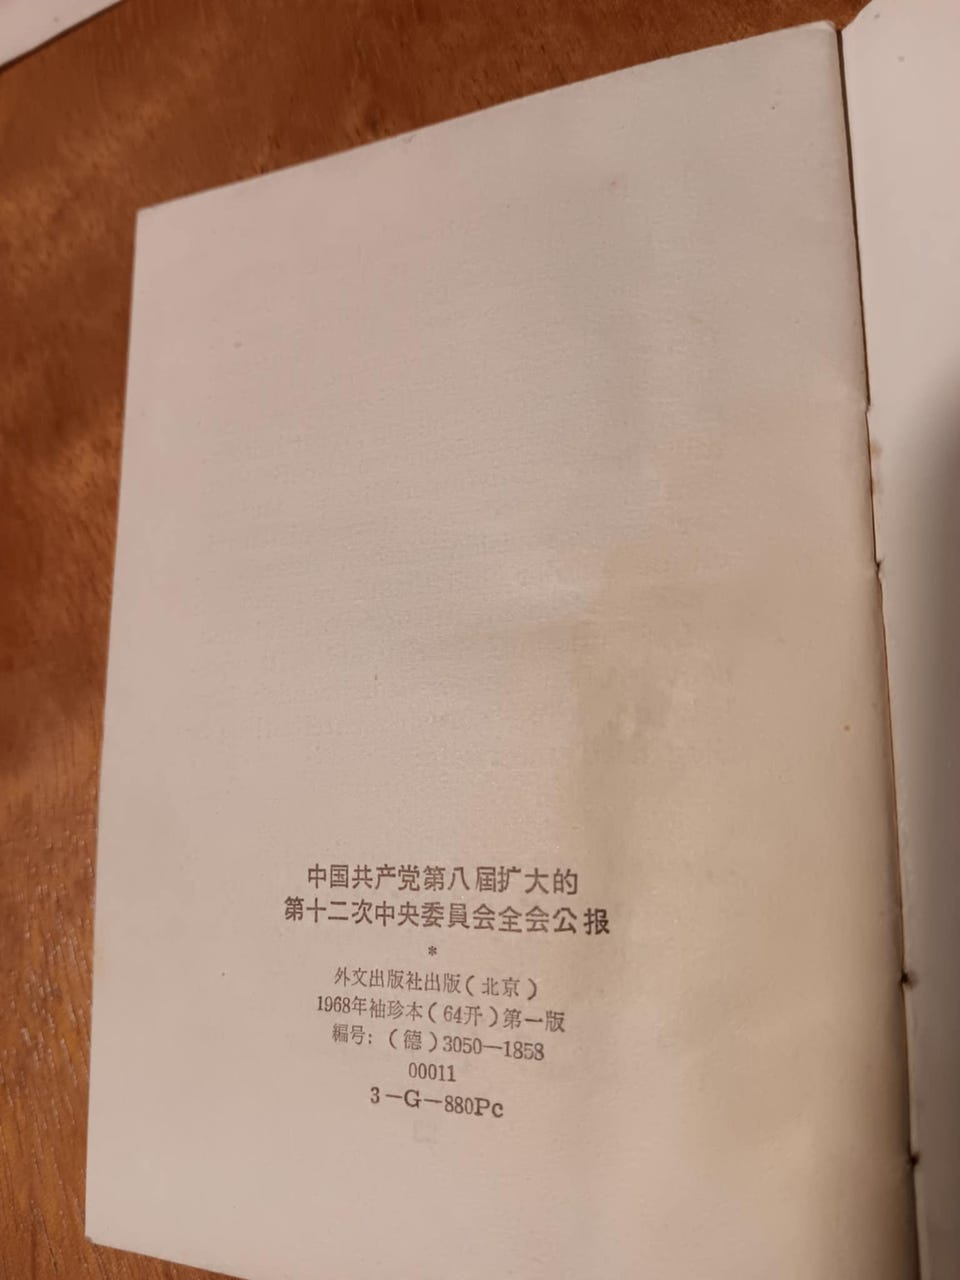 中国共产党第八屆扩大的
第十二次中央委員会全会公报
*
外文出版社出版(北京)
1968年袖珍本(64开)第一版
編号:(德)3050—1858
00011
3—G—880Pc